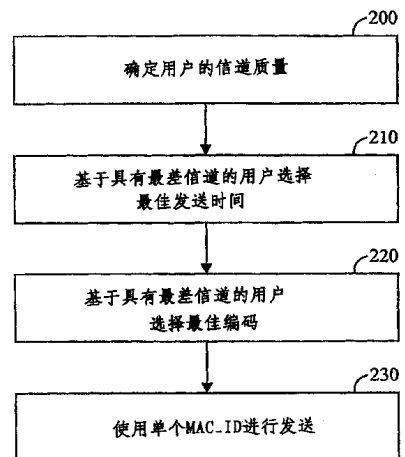 200
确定用户的信道质量
210
基于具有最差信道的用户选择
最佳发送时间
220
基于具有最差信道的用户
选择最佳编码
230
使用单个MAC_ID进行发送